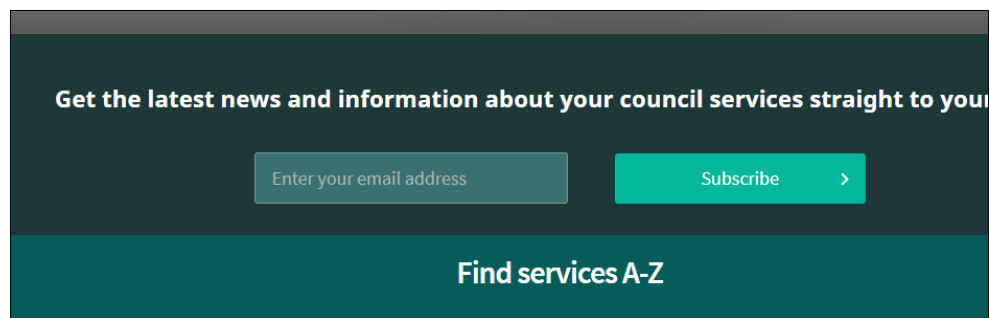 Get the latest news and information about your council services straight to your
Enter your email address
Subscribe
Find services A-Z